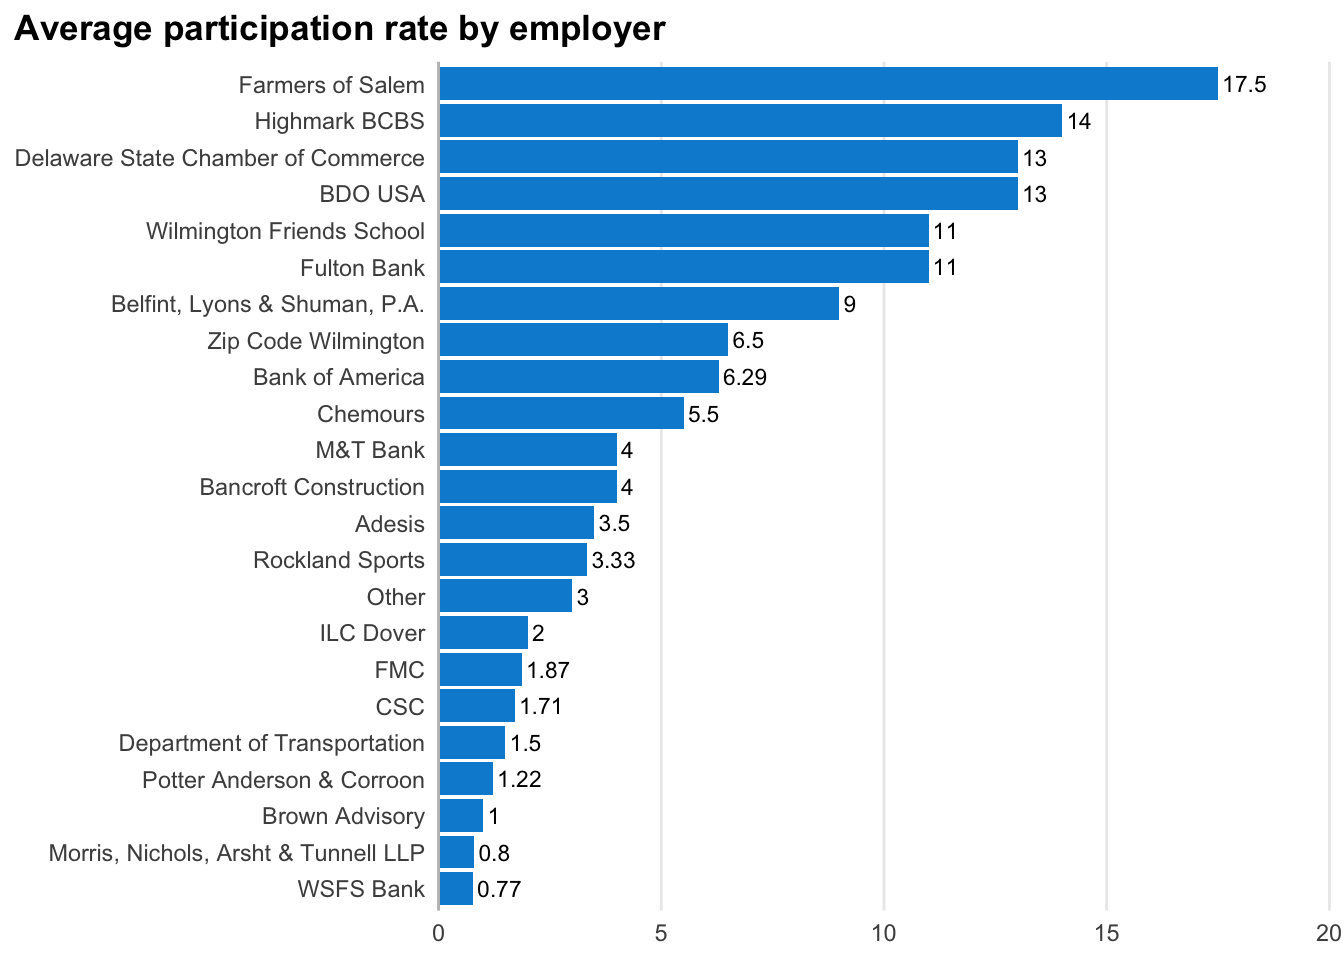 Average participation rate by employer
Farmers of Salem 17.5
Highmark BCBS 14
Delaware State Chamber of Commerce 13
BDO USA 13
Wilmington Friends School 11
Fulton Bank 11
Belfint, Lyons & Shuman, P.A. 9
Zip Code Wilmington 6.5
Bank of America 6.29
Chemours 5.5
M&T Bank 4
Bancroft Construction 4
Adesis 3.5
Rockland Sports 3.33
Other 3
ILC Dover 2
FMC 1.87
CSC 1.71
Department of Transportation 1.5
Potter Anderson & Corroon 1.22
Brown Advisory 1
Morris, Nichols, Arsht & Tunnell LLP 0.8
WSFS Bank 0.77
0 5 10 15 20